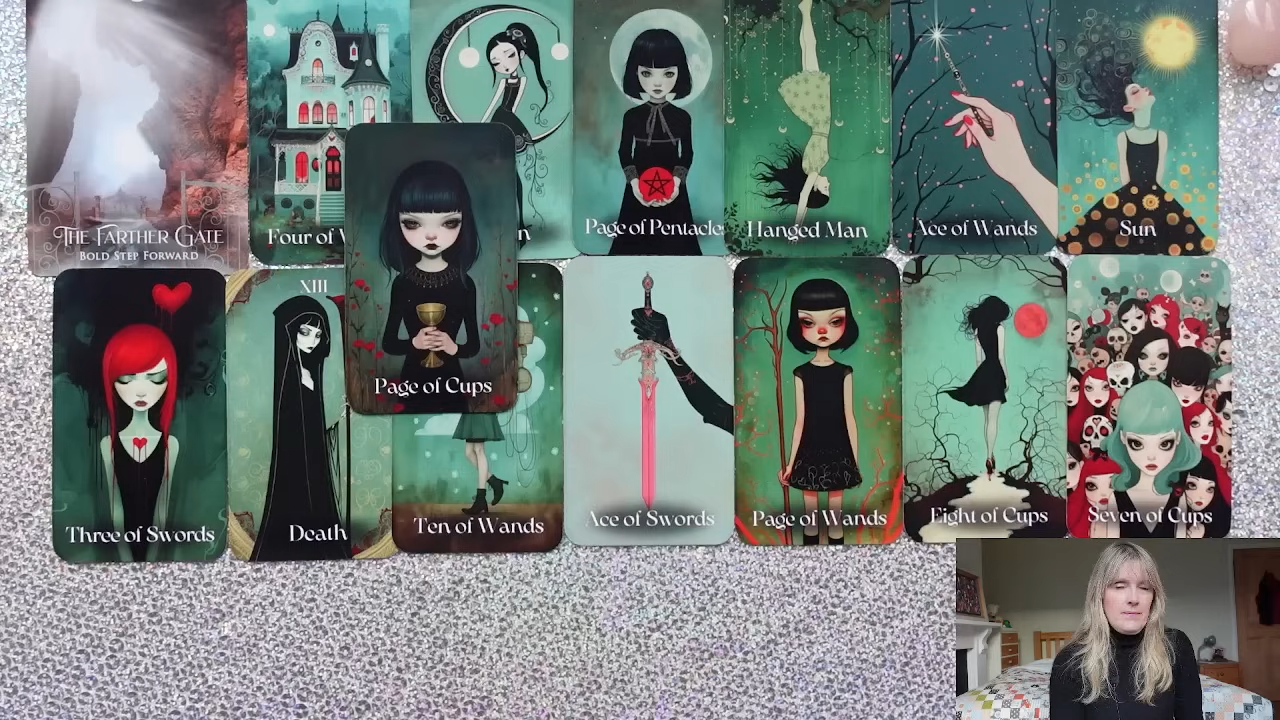 THE FARTHER GATE
BOLD STEP FORWARD
Four of
Page of Pentacles
Hanged Man
Ace of Wands
Sun
XIII
Three of Swords
Death
Page of Cups
Ten of Wands
Ace of Swords
Page of Wands
Eight of Cups
Seven of Cups